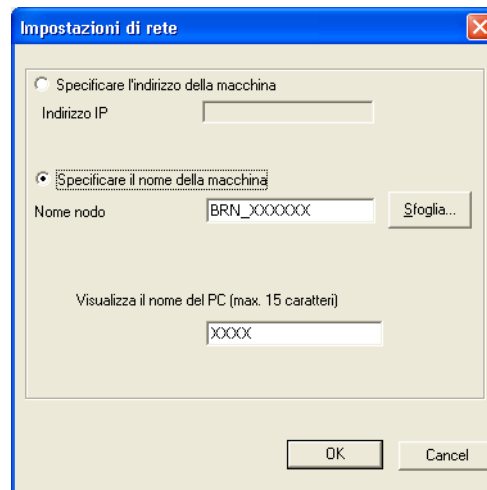 Impostazioni di rete
Specificare l'indirizzo della macchina
Indirizzo IP
Specificare il nome della macchina
Nome nodo BRN_XXXXXX Sfoglia...
Visualizza il nome del PC (max. 15 caratteri)
XXXX
OK Cancel